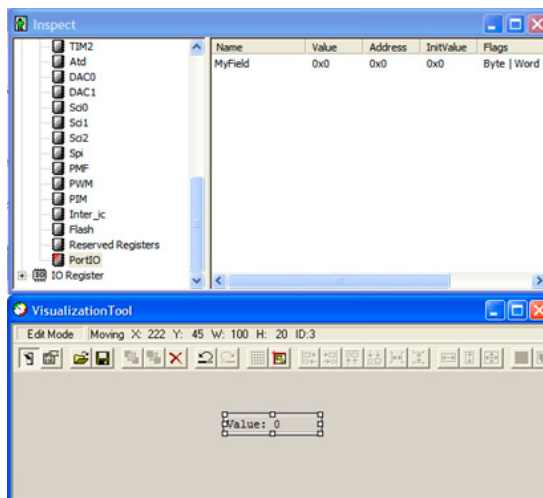 Inspect
TIM2
Atd
DAC0
DAC1
Sci0
Sci1
Sci2
Spi
PMF
PWM
PIM
Inter_ic
Flash
Reserved Registers
PortIO
IO Register
Name Value Address InitValue Flags
MyField 0x0 0x0 0x0 Byte | Word
VisualizationTool
Edit Mode Moving X: 222 Y: 45 W: 100 H: 20 ID:3
Value: 0